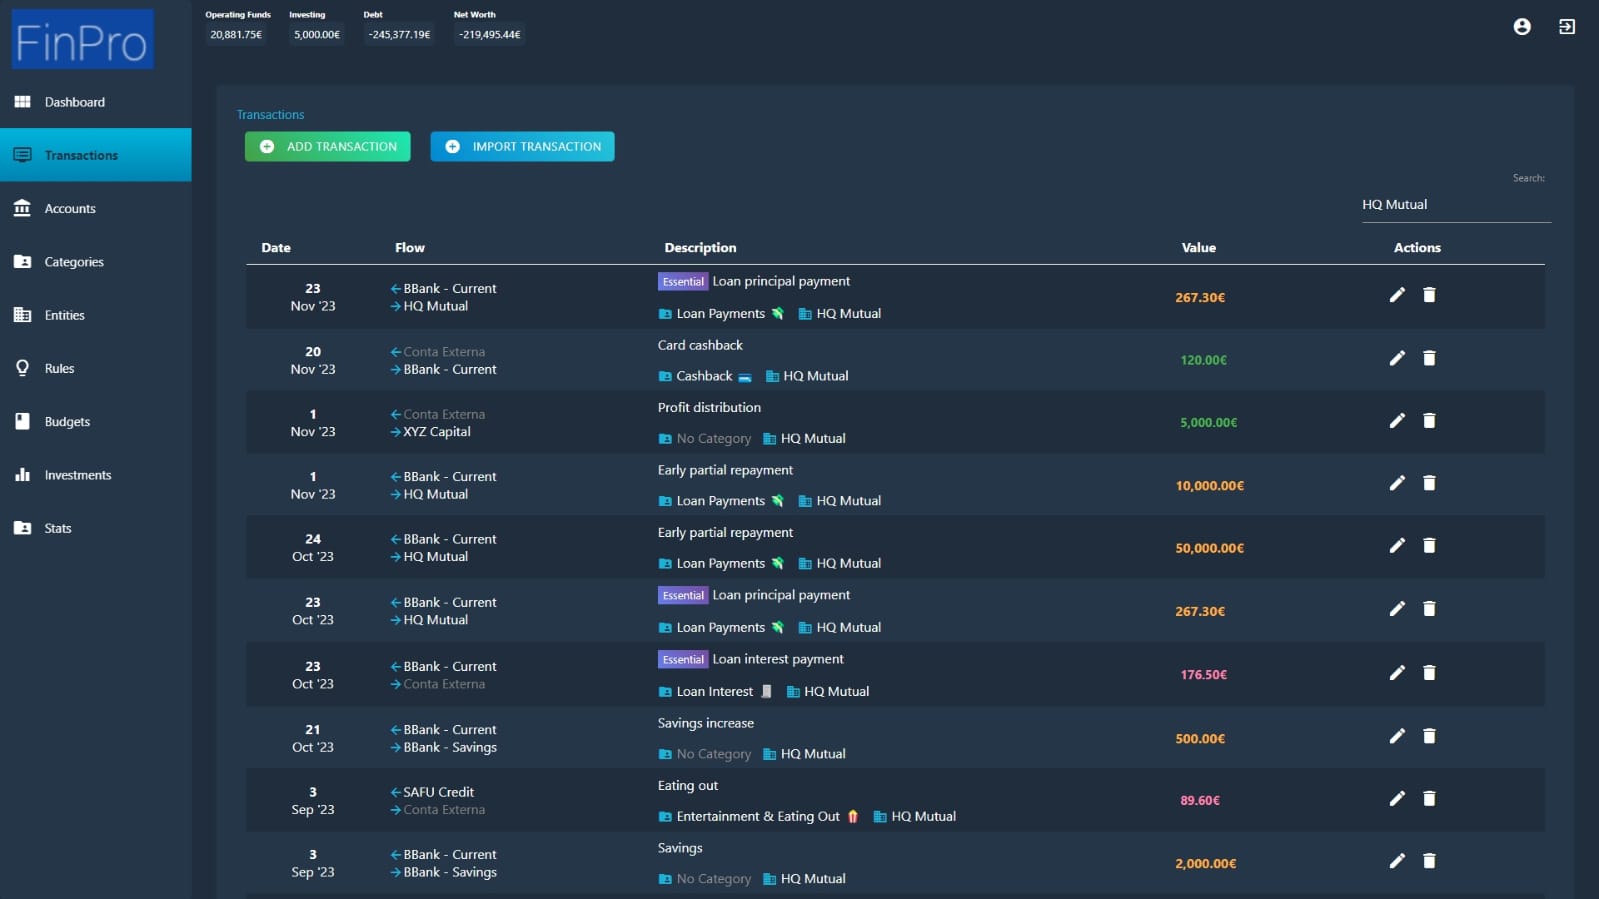 FinPro
Operating Funds Investing Debt Net Worth
20,881.75€ 5,000.00€ -245,377.19€ -219,495.44€
Dashboard
Transactions
Accounts
Categories
Entities
Rules
Budgets
Investments
Stats
Transactions
ADD TRANSACTION IMPORT TRANSACTION
Search:
HQ Mutual
Date Flow Description Value Actions
23
Nov '23
BBank - Current
HQ Mutual
Essential Loan principal payment
Loan Payments HQ Mutual
267.30€
20
Nov '23
Conta Externa
BBank - Current
Card cashback
Cashback HQ Mutual
120.00€
1
Nov '23
Conta Externa
XYZ Capital
Profit distribution
No Category HQ Mutual
5,000.00€
1
Nov '23
BBank - Current
HQ Mutual
Early partial repayment
Loan Payments HQ Mutual
10,000.00€
24
Oct '23
BBank - Current
HQ Mutual
Early partial repayment
Loan Payments HQ Mutual
50,000.00€
23
Oct '23
BBank - Current
HQ Mutual
Essential Loan principal payment
Loan Payments HQ Mutual
267.30€
23
Oct '23
BBank - Current
Conta Externa
Essential Loan interest payment
Loan Interest HQ Mutual
176.50€
21
Oct '23
BBank - Current
BBank - Savings
Savings increase
No Category HQ Mutual
500.00€
3
Sep '23
SAFU Credit
Conta Externa
Eating out
Entertainment & Eating Out HQ Mutual
89.60€
3
Sep '23
BBank - Current
BBank - Savings
Savings
No Category HQ Mutual
2,000.00€